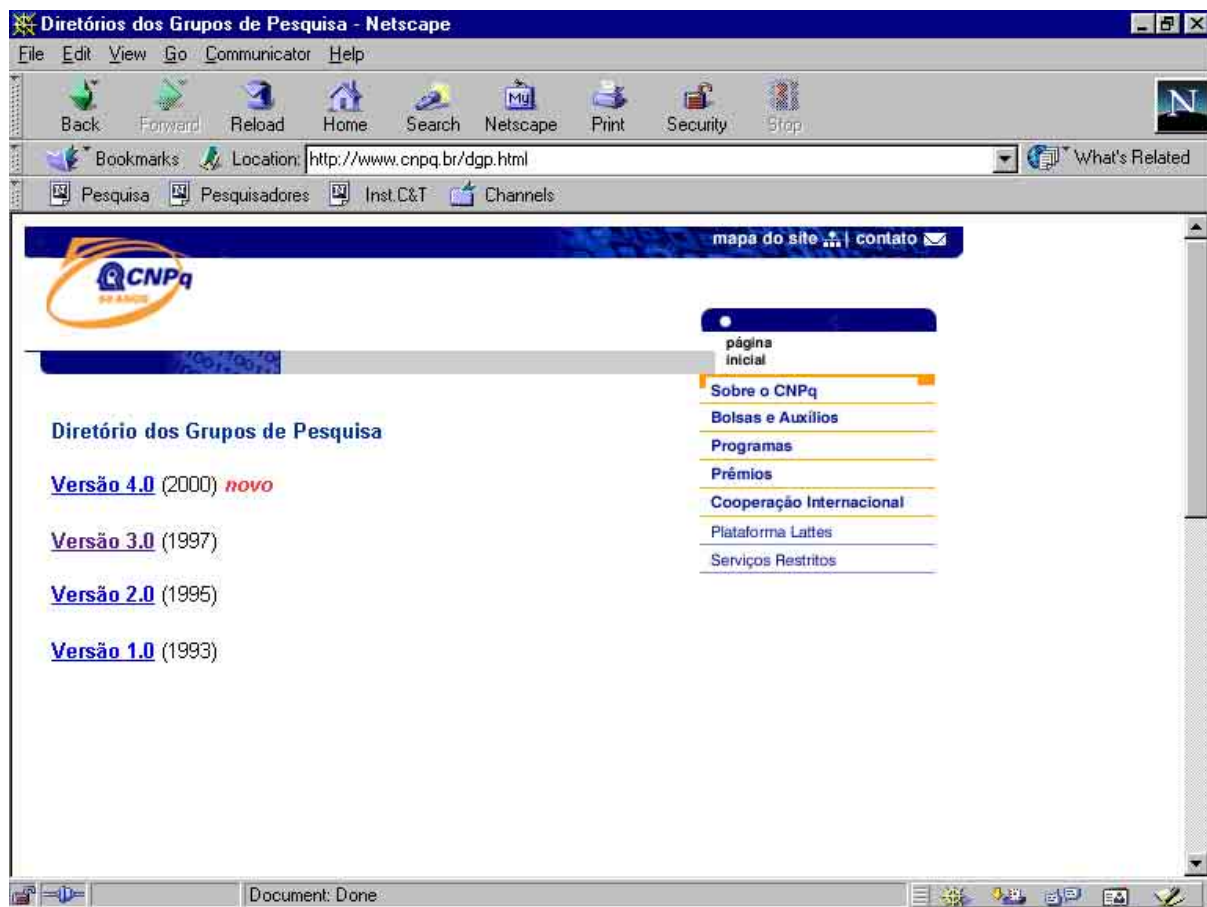 Diretórios dos Grupos de Pesquisa - Netscape
File Edit View Go Communicator Help
Back Forward Reload Home Search Netscape Print Security Stop
My
N
Bookmarks Location: http://www.cnpq.br/dgp.html What's Related
Pesquisa Pesquisadores Inst.C&T Channels
mapa do site | contato
CNPq
50 ANOS
página
inicial
Sobre o CNPq
Bolsas e Auxílios
Programas
Prêmios
Cooperação Internacional
Plataforma Lattes
Serviços Restritos
Diretório dos Grupos de Pesquisa
Versão 4.0 (2000) novo
Versão 3.0 (1997)
Versão 2.0 (1995)
Versão 1.0 (1993)
Document: Done